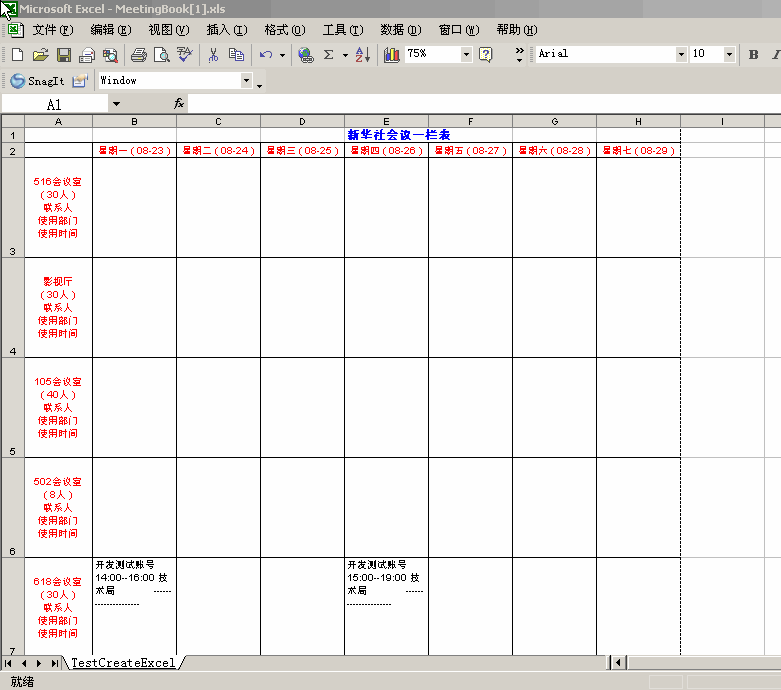 Microsoft Excel - MeetingBook[1].xls
文件(F) 编辑(E) 视图(V) 插入(I) 格式(O) 工具(T) 数据(D) 窗口(W) 帮助(H)
75% Arial 10 B I
SnagIt Window
A1 fx
A B C D E F G H I
1 新华社会议一栏表
2 星期一(08-23) 星期二(08-24) 星期三(08-25) 星期四(08-26) 星期五(08-27) 星期六(08-28) 星期七(08-29)
516会议室
(30人)
联系人
使用部门
使用时间
3
影视厅
(30人)
联系人
使用部门
使用时间
4
105会议室
(40人)
联系人
使用部门
使用时间
5
502会议室
(8人)
联系人
使用部门
使用时间
6
618会议室
(30人)
联系人
使用部门
使用时间
7
开发测试账号
14:00--16:00 技
术局 ------
--------------
开发测试账号
15:00--19:00 技
术局 ------
--------------
TestCreateExcel
就绪